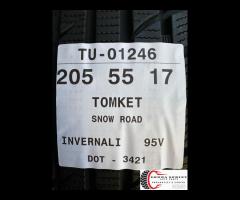 TU-01246
205 55 17
TOMKET
SNOW ROAD
INVERNALI 95V
DOT - 3421